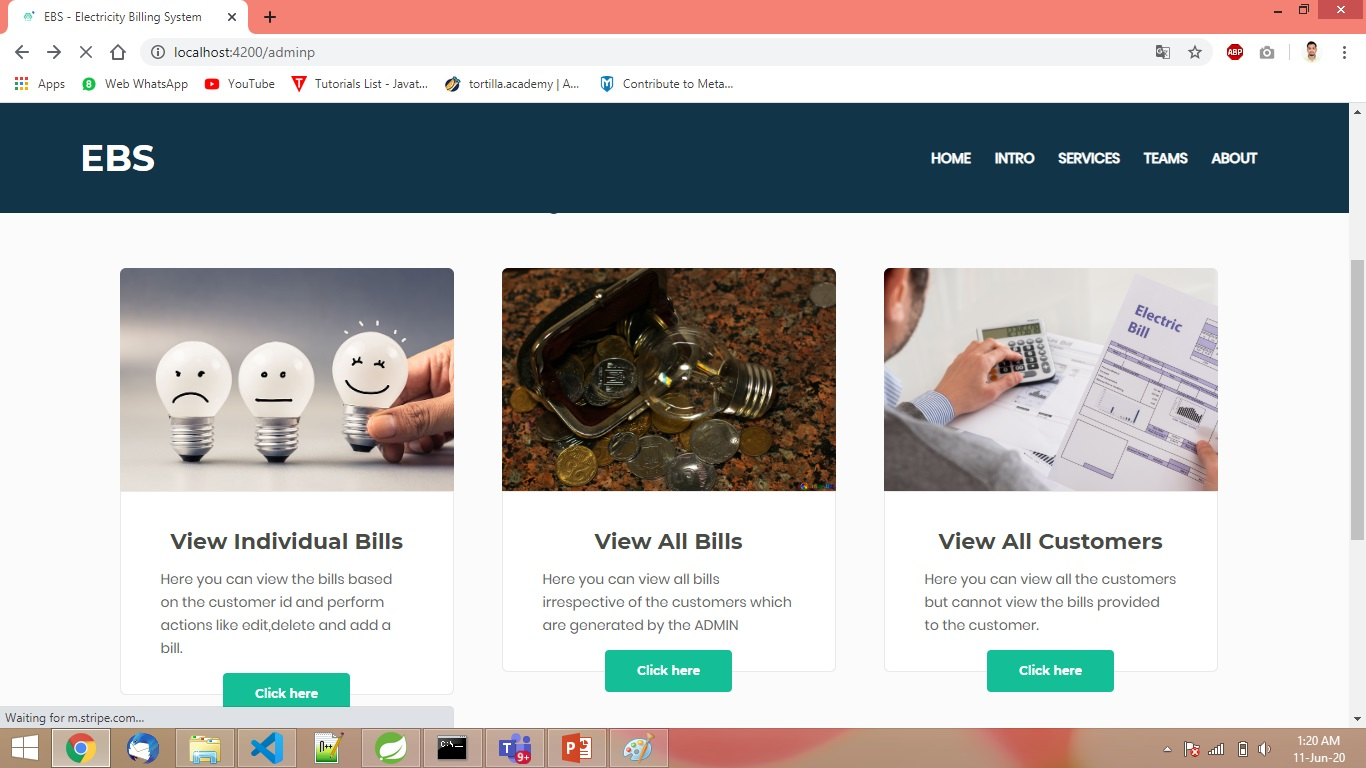 EBS - Electricity Billing System
localhost:4200/adminp
ABP
Apps
8
Web WhatsApp
YouTube
Tutorials List - Javat...
tortilla.academy | A...
Contribute to Meta...
EBS
HOME INTRO SERVICES TEAMS ABOUT
Electric
Bill
View Individual Bills
Here you can view the bills based
on the customer id and perform
actions like edit,delete and add a
bill.
Click here
View All Bills
Here you can view all bills
irrespective of the customers which
are generated by the ADMIN
Click here
View All Customers
Here you can view all the customers
but cannot view the bills provided
to the customer.
Click here
Waiting for m.stripe.com...
9+
1:20 AM
11-Jun-20